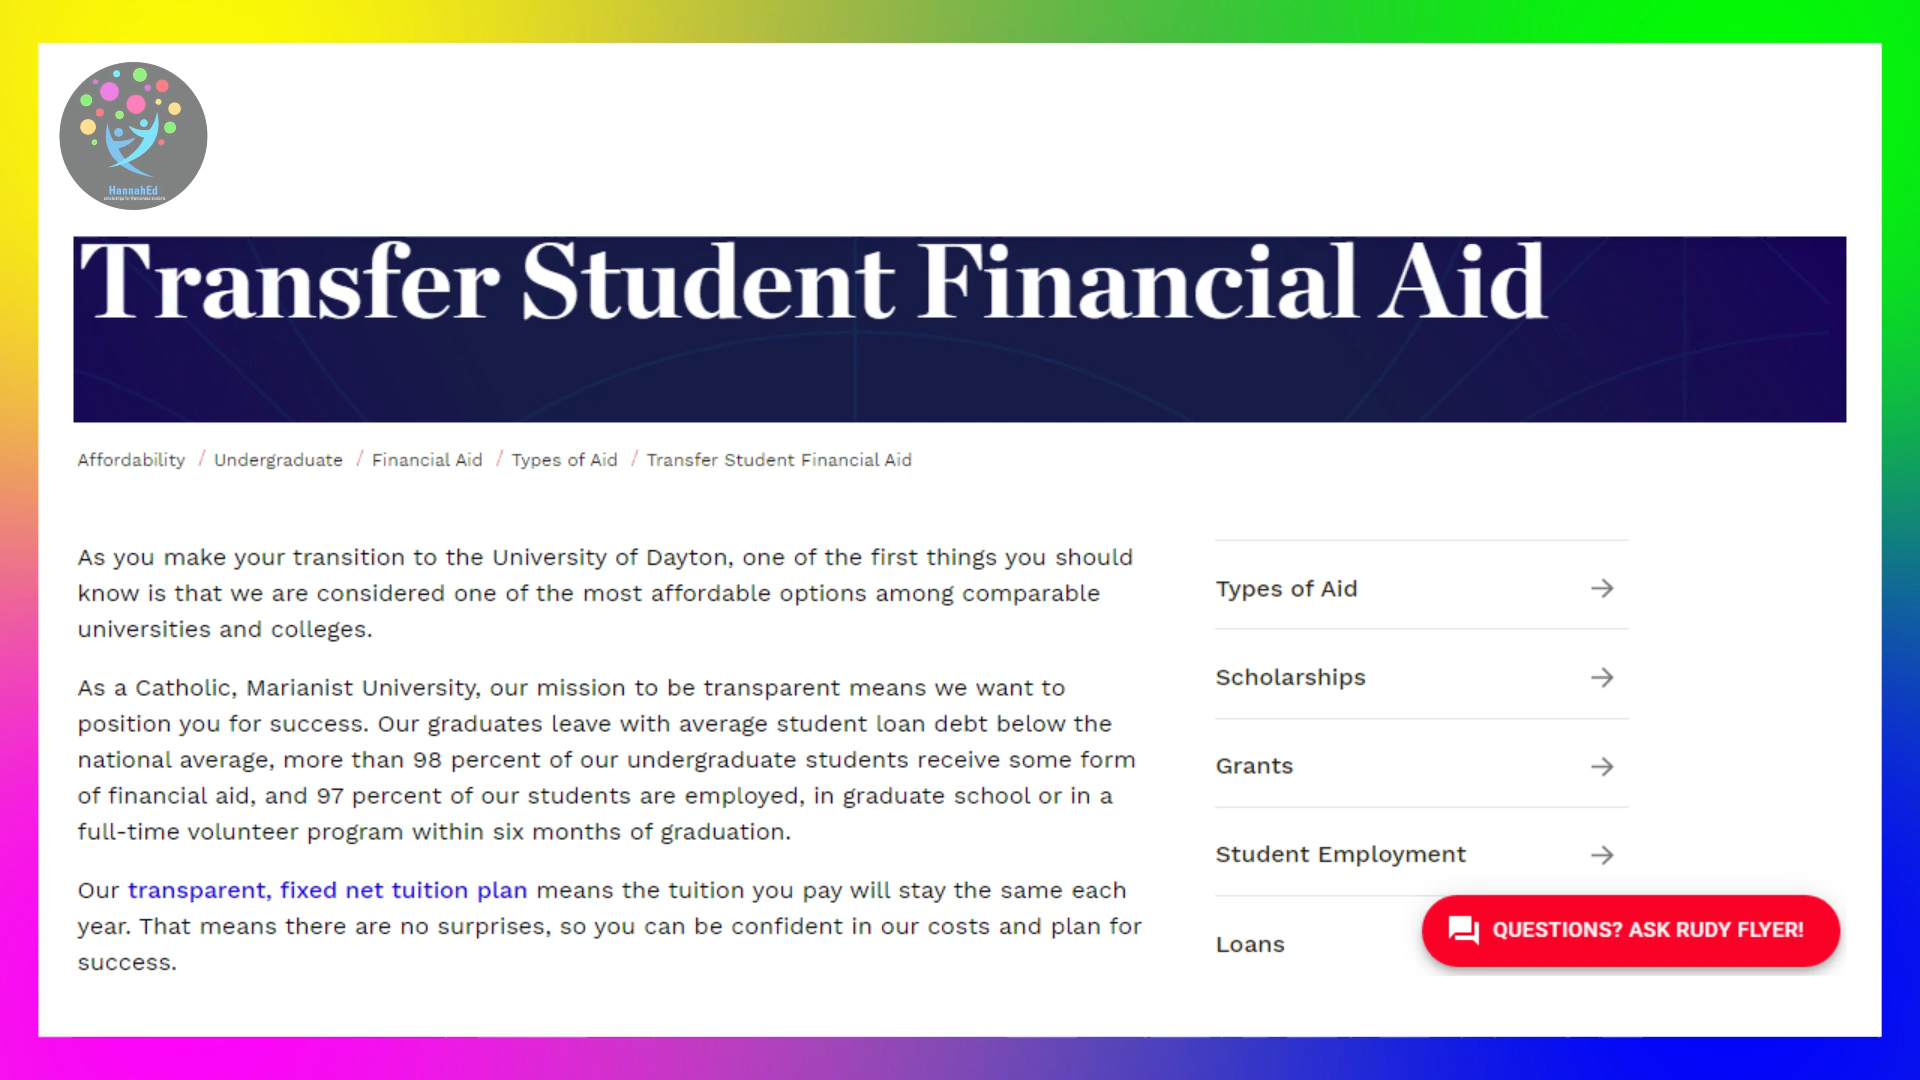 HannahEd
Transfer Student Financial Aid
Affordability / Undergraduate / Financial Aid / Types of Aid / Transfer Student Financial Aid
As you make your transition to the University of Dayton, one of the first things you should
know is that we are considered one of the most affordable options among comparable
universities and colleges.
As a Catholic, Marianist University, our mission to be transparent means we want to
position you for success. Our graduates leave with average student loan debt below the
national average, more than 98 percent of our undergraduate students receive some form
of financial aid, and 97 percent of our students are employed, in graduate school or in a
full-time volunteer program within six months of graduation.
Our transparent, fixed net tuition plan means the tuition you pay will stay the same each
year. That means there are no surprises, so you can be confident in our costs and plan for
success.
Types of Aid
Scholarships
Grants
Student Employment
Loans
QUESTIONS? ASK RUDY FLYER!